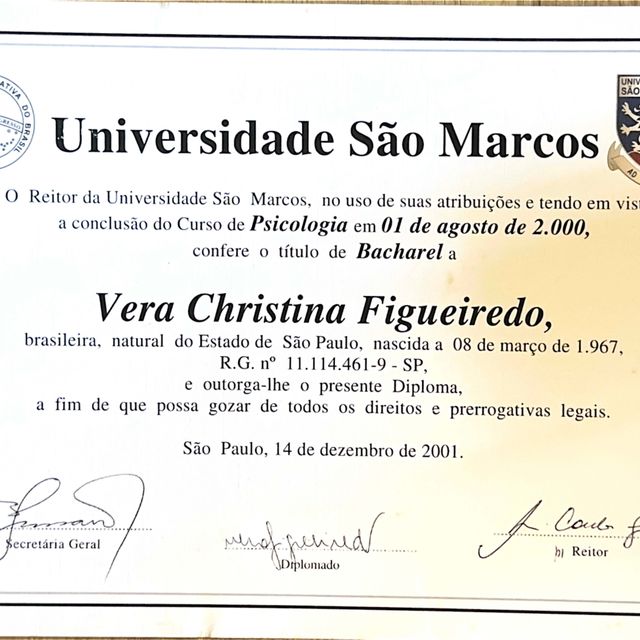 Universidade São Marcos
O Reitor da Universidade São Marcos, no uso de suas atribuições e tendo em vist
a conclusão do Curso de Psicologia em 01 de agosto de 2.000,
confere o título de Bacharel a
Vera Christina Figueiredo,
brasileira, natural do Estado de São Paulo, nascida a 08 de março de 1.967,
R.G. nº 11.114.461-9 - SP,
e outorga-lhe o presente Diploma,
a fim de que possa gozar de todos os direitos e prerrogativas legais.
São Paulo, 14 de dezembro de 2001.
Secretária Geral
Diplomado
Reitor